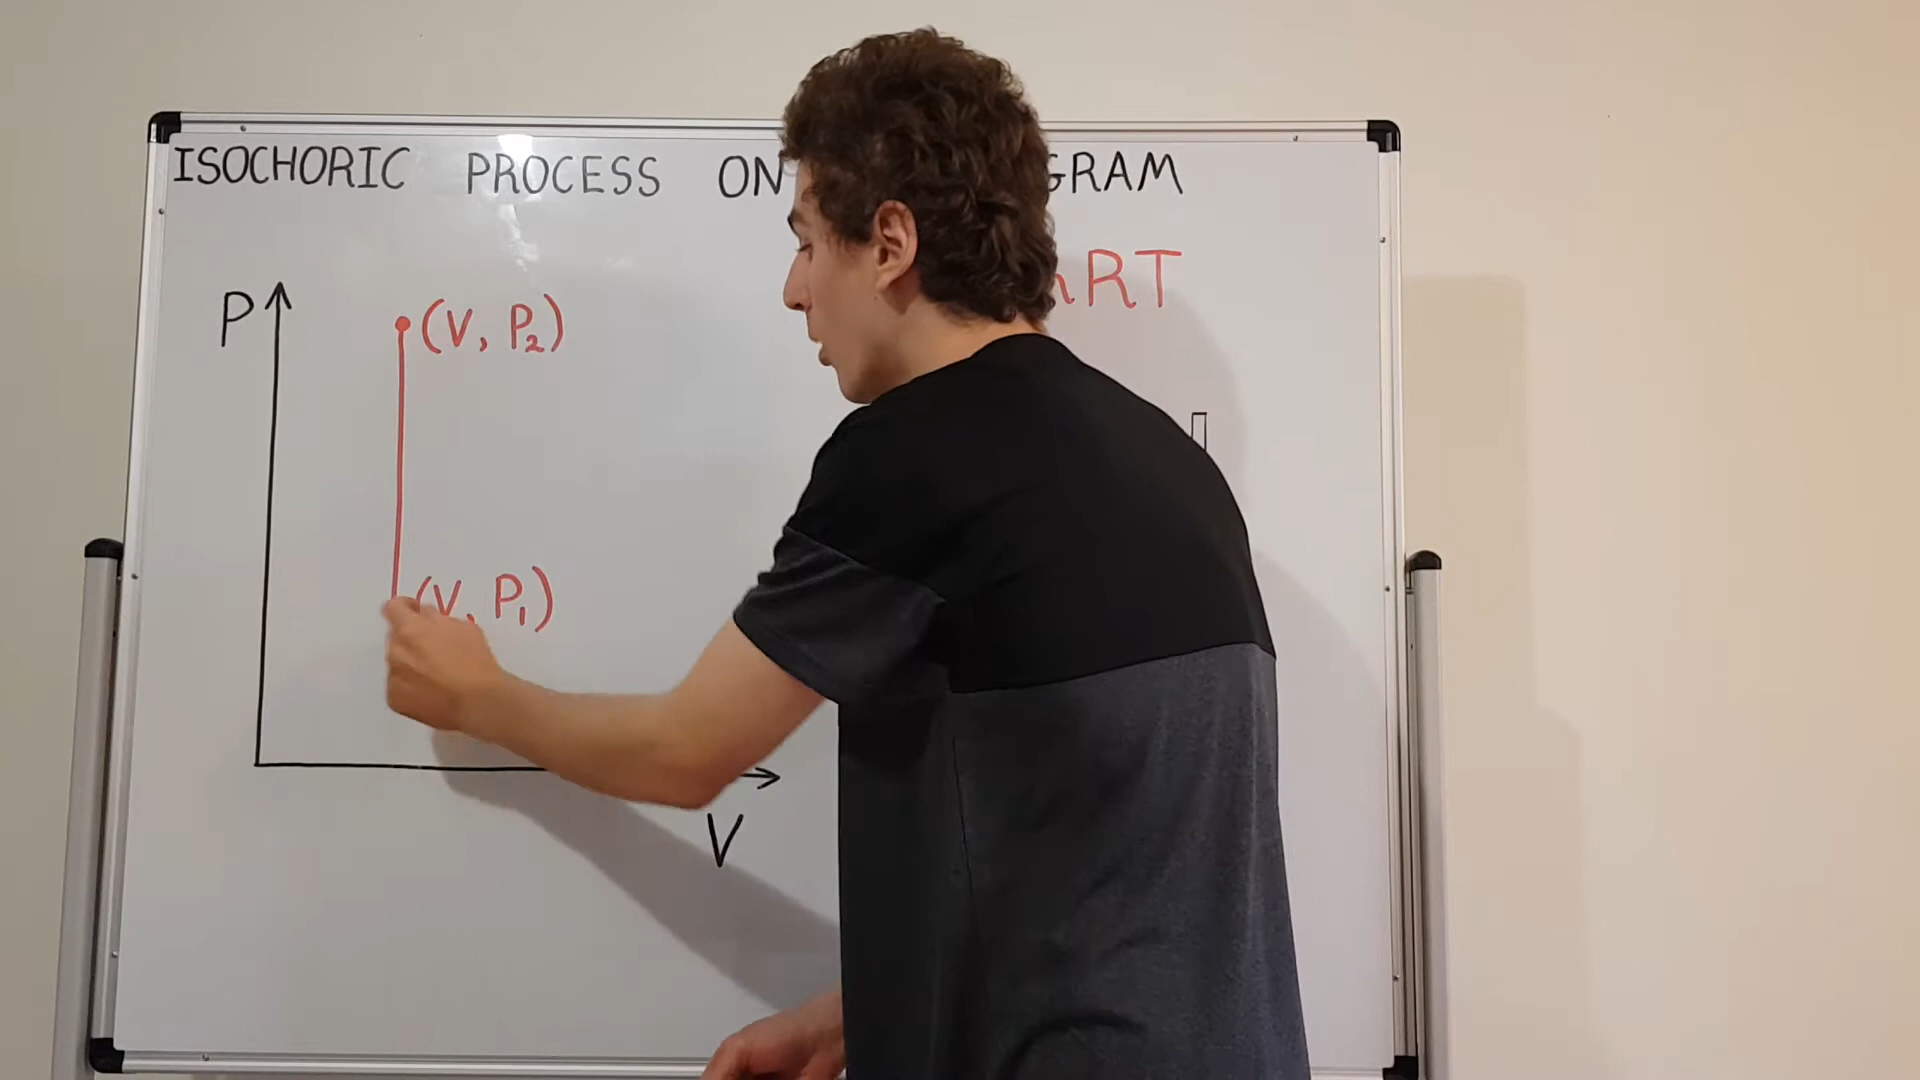 ISOCHORIC PROCESS ON GRAM
nRT
P
(V, P₂)
(V, P₁)
V